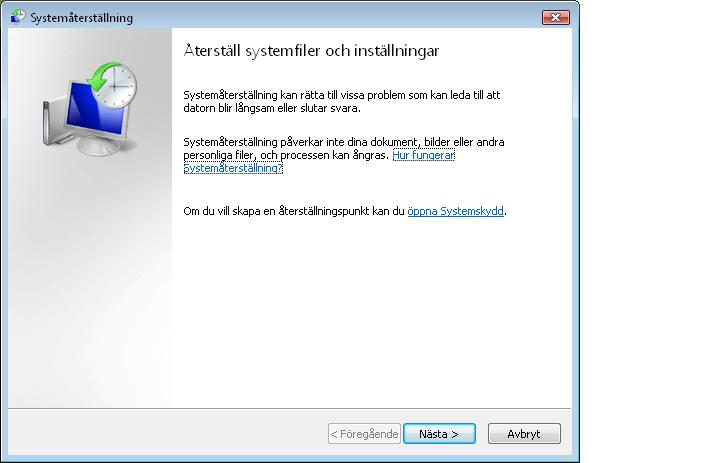 Systemåterställning
Återställ systemfiler och inställningar
Systemåterställning kan rätta till vissa problem som kan leda till att
datorn blir långsam eller slutar svara.
Systemåterställning påverkar inte dina dokument, bilder eller andra
personliga filer, och processen kan ångras. Hur fungerar
Systemåterställning?
Om du vill skapa en återställningspunkt kan du öppna Systemskydd.
< Föregående Nästa > Avbryt